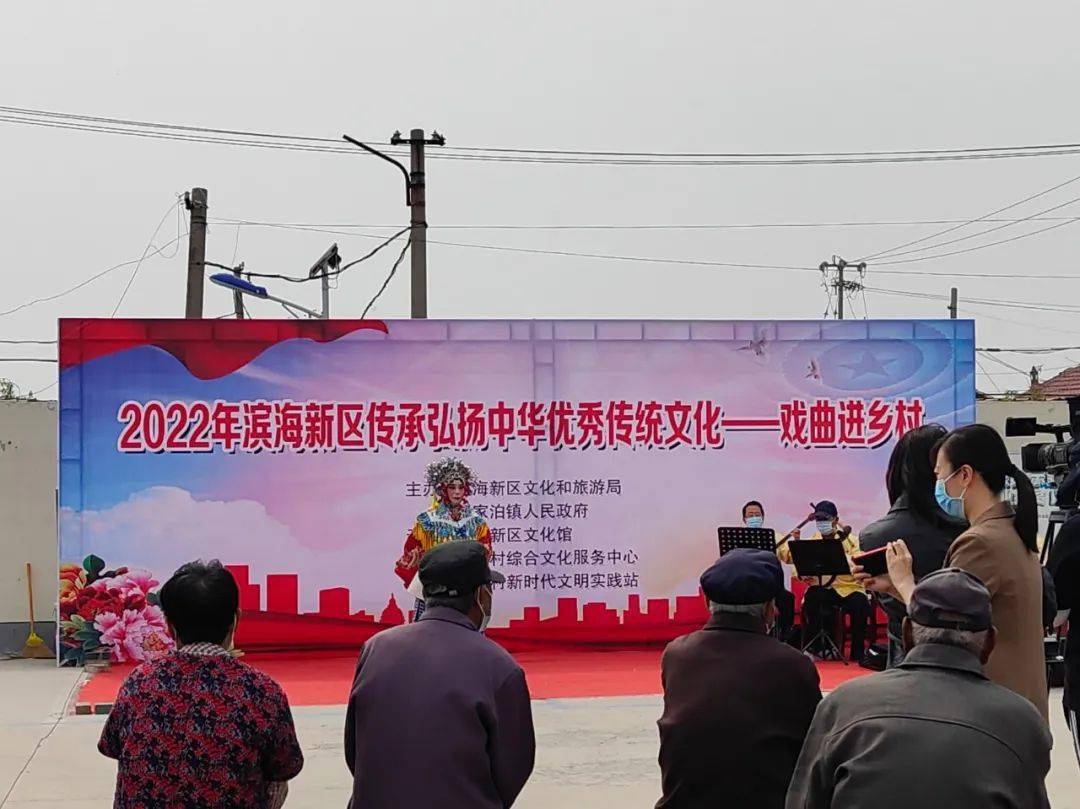 2022年滨海新区传承弘扬中华优秀传统文化——戏曲进乡村
主办 海新区文化和旅游局
家泊镇人民政府
新区文化馆
村综合文化服务中心
村新时代文明实践站